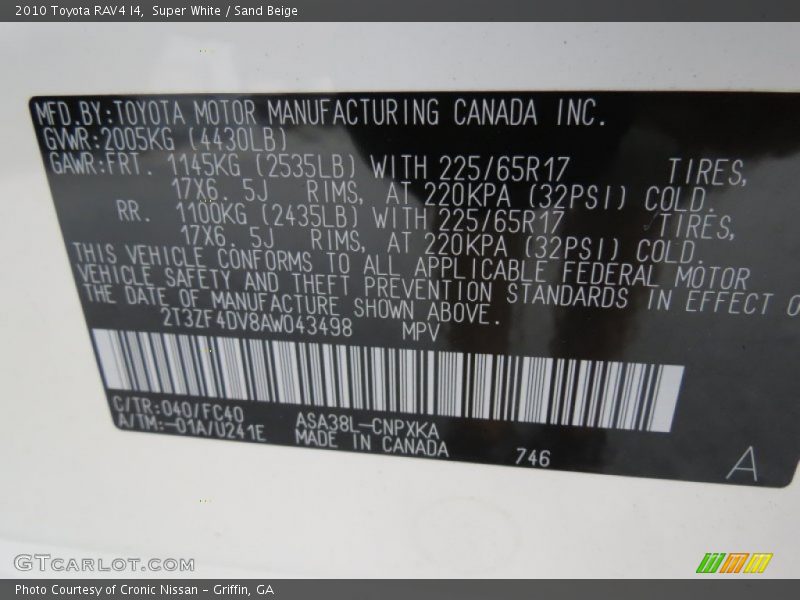 2010 Toyota RAV4 I4, Super White / Sand Beige
MFD.BY:TOYOTA MOTOR MANUFACTURING CANADA INC.
GVWR:2005KG (4430LB)
GAWR:FRT. 1145KG (2535LB) WITH 225/65R17 TIRES,
17X6. 5J RIMS, AT 220KPA (32PSI) COLD.
RR. 1100KG (2435LB) WITH 225/65R17 TIRES,
17X6. 5J RIMS, AT 220KPA (32PSI) COLD.
THIS VEHICLE CONFORMS TO ALL APPLICABLE FEDERAL MOTOR
VEHICLE SAFETY AND THEFT PREVENTION STANDARDS IN EFFECT O
THE DATE OF MANUFACTURE SHOWN ABOVE.
2T3ZF4DV8AW043498 MPV
C/TR:040/FC40 ASA38L-CNPXKA
A/TM:-01A/U241E MADE IN CANADA 746 A
GTCARLOT.COM
Photo Courtesy of Cronic Nissan - Griffin, GA